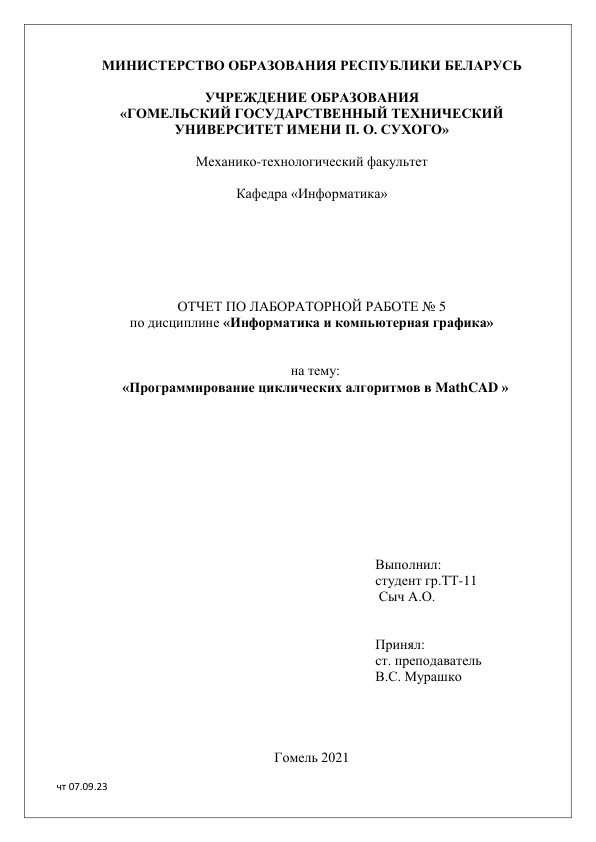 МИНИСТЕРСТВО ОБРАЗОВАНИЯ РЕСПУБЛИКИ БЕЛАРУСЬ
УЧРЕЖДЕНИЕ ОБРАЗОВАНИЯ
«ГОМЕЛЬСКИЙ ГОСУДАРСТВЕННЫЙ ТЕХНИЧЕСКИЙ
УНИВЕРСИТЕТ ИМЕНИ П. О. СУХОГО»
Механико-технологический факультет
Кафедра «Информатика»
ОТЧЕТ ПО ЛАБОРАТОРНОЙ РАБОТЕ № 5
по дисциплине «Информатика и компьютерная графика»
на тему:
«Программирование циклических алгоритмов в MathCAD »
Выполнил:
студент гр.ТТ-11
Сыч А.О.
Принял:
ст. преподаватель
В.С. Мурашко
Гомель 2021
чт 07.09.23